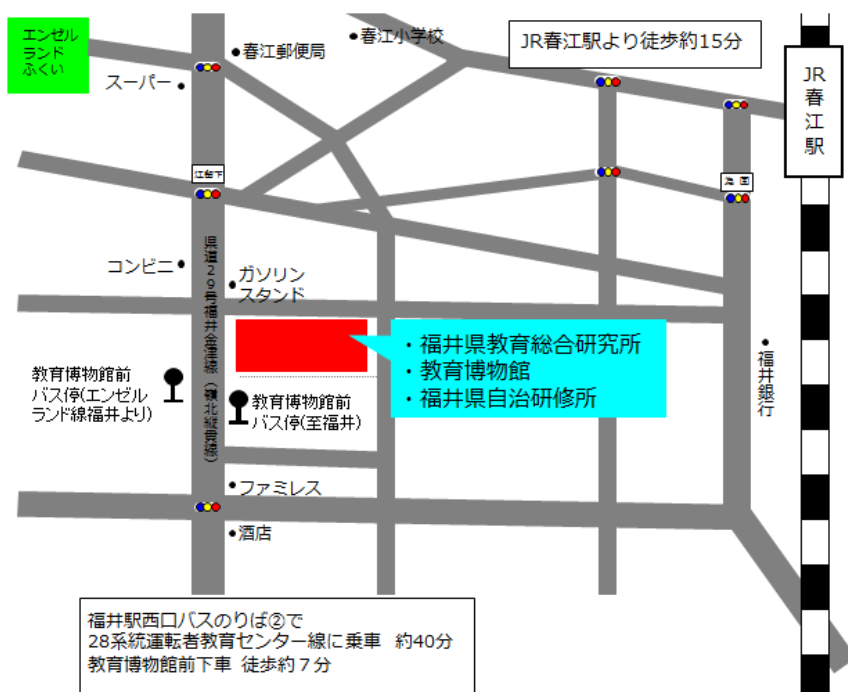 エンゼル
ランド
ふくい
春江郵便局
春江小学校
JR春江駅より徒歩約15分
JR春江駅
スーパー
江留下
為国
コンビニ
ガソリン
スタンド
県道29号福井金津線(嶺北縦貫線)
・福井県教育総合研究所
・教育博物館
・福井県自治研修所
福井銀行
教育博物館前
バス停(エンゼル
ランド線福井より)
教育博物館前
バス停(至福井)
ファミレス
酒店
福井駅西口バスのりば②で
28系統運転者教育センター線に乗車 約40分
教育博物館前下車 徒歩約7分